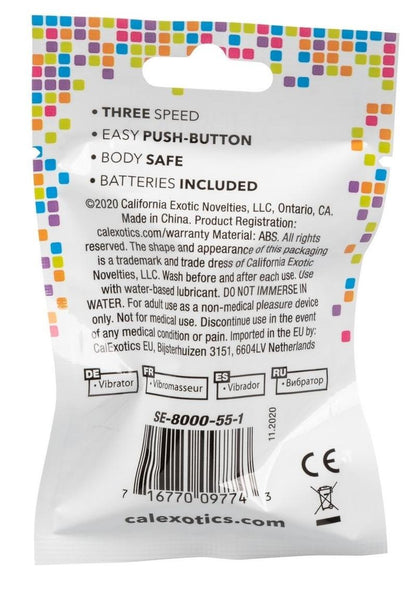 • THREE SPEED
• EASY PUSH-BUTTON
• BODY SAFE
• BATTERIES INCLUDED
©2020 California Exotic Novelties, LLC, Ontario, CA.
Made in China. Product Registration:
calexotics.com/warranty Material: ABS. All rights
reserved. The shape and appearance of this packaging
is a trademark and trade dress of California Exotic
Novelties, LLC. Wash before and after each use. Use
with water-based lubricant. DO NOT IMMERSE IN
WATER. For adult use as a non-medical pleasure device
only. Not for medical use. Discontinue use in the event
of any medical condition or pain. Imported in the EU by:
CalExotics EU, Bijsterhuizen 3151, 6604LV Netherlands
DE
• Vibrator
FR
• Vibromasseur
ES
• Vibrador
RU
• Вибратор
SE-8000-55-1
11.2020
7 16770 09774 3
CE
calexotics.com